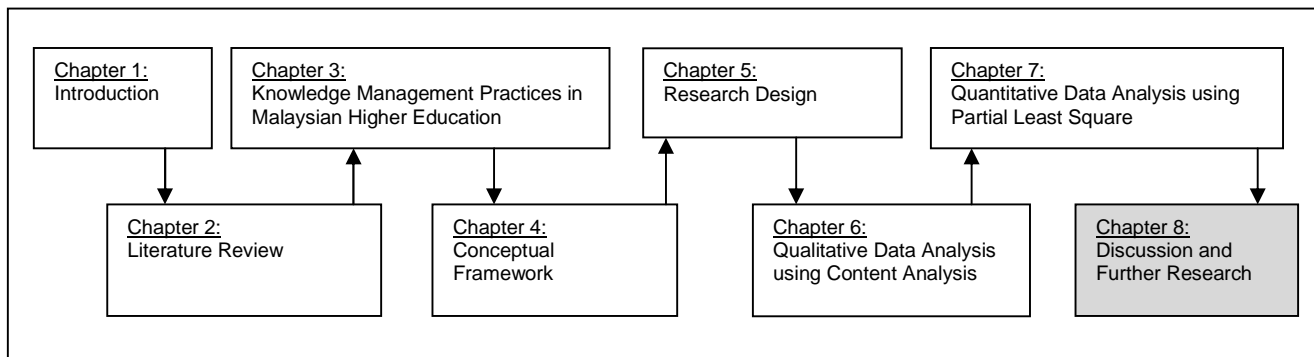 Chapter 1:
Introduction
Chapter 2:
Literature Review
Chapter 3:
Knowledge Management Practices in
Malaysian Higher Education
Chapter 4:
Conceptual
Framework
Chapter 5:
Research Design
Chapter 6:
Qualitative Data Analysis
using Content Analysis
Chapter 7:
Quantitative Data Analysis using
Partial Least Square
Chapter 8:
Discussion and
Further Research